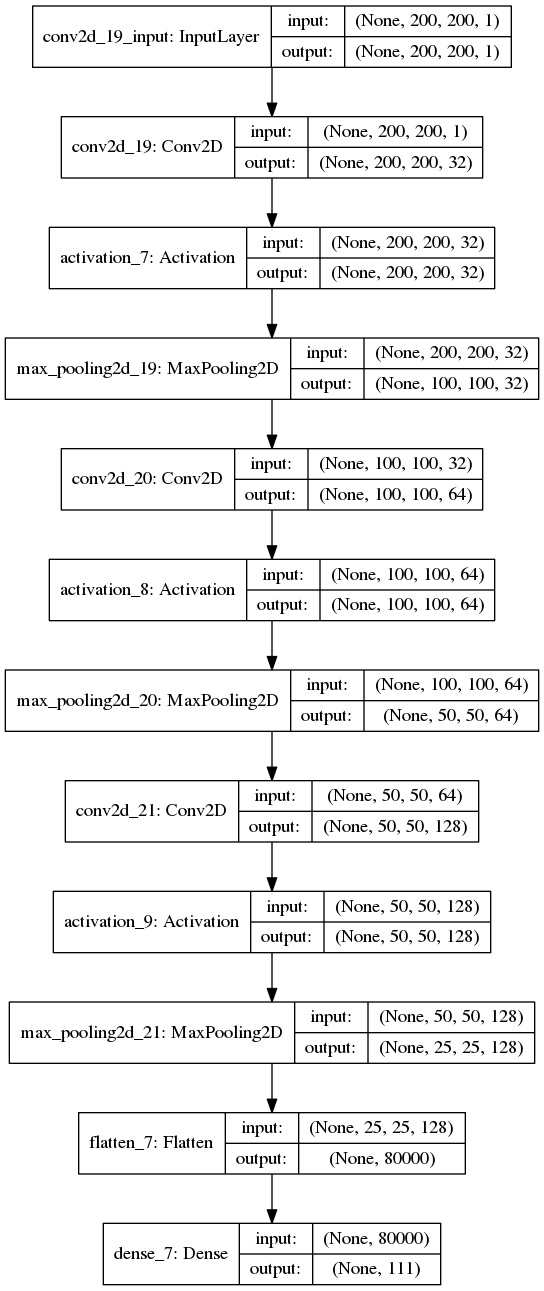 conv2d_19_input: InputLayer input: (None, 200, 200, 1)
output: (None, 200, 200, 1)
conv2d_19: Conv2D input: (None, 200, 200, 1)
output: (None, 200, 200, 32)
activation_7: Activation input: (None, 200, 200, 32)
output: (None, 200, 200, 32)
max_pooling2d_19: MaxPooling2D input: (None, 200, 200, 32)
output: (None, 100, 100, 32)
conv2d_20: Conv2D input: (None, 100, 100, 32)
output: (None, 100, 100, 64)
activation_8: Activation input: (None, 100, 100, 64)
output: (None, 100, 100, 64)
max_pooling2d_20: MaxPooling2D input: (None, 100, 100, 64)
output: (None, 50, 50, 64)
conv2d_21: Conv2D input: (None, 50, 50, 64)
output: (None, 50, 50, 128)
activation_9: Activation input: (None, 50, 50, 128)
output: (None, 50, 50, 128)
max_pooling2d_21: MaxPooling2D input: (None, 50, 50, 128)
output: (None, 25, 25, 128)
flatten_7: Flatten input: (None, 25, 25, 128)
output: (None, 80000)
dense_7: Dense input: (None, 80000)
output: (None, 111)